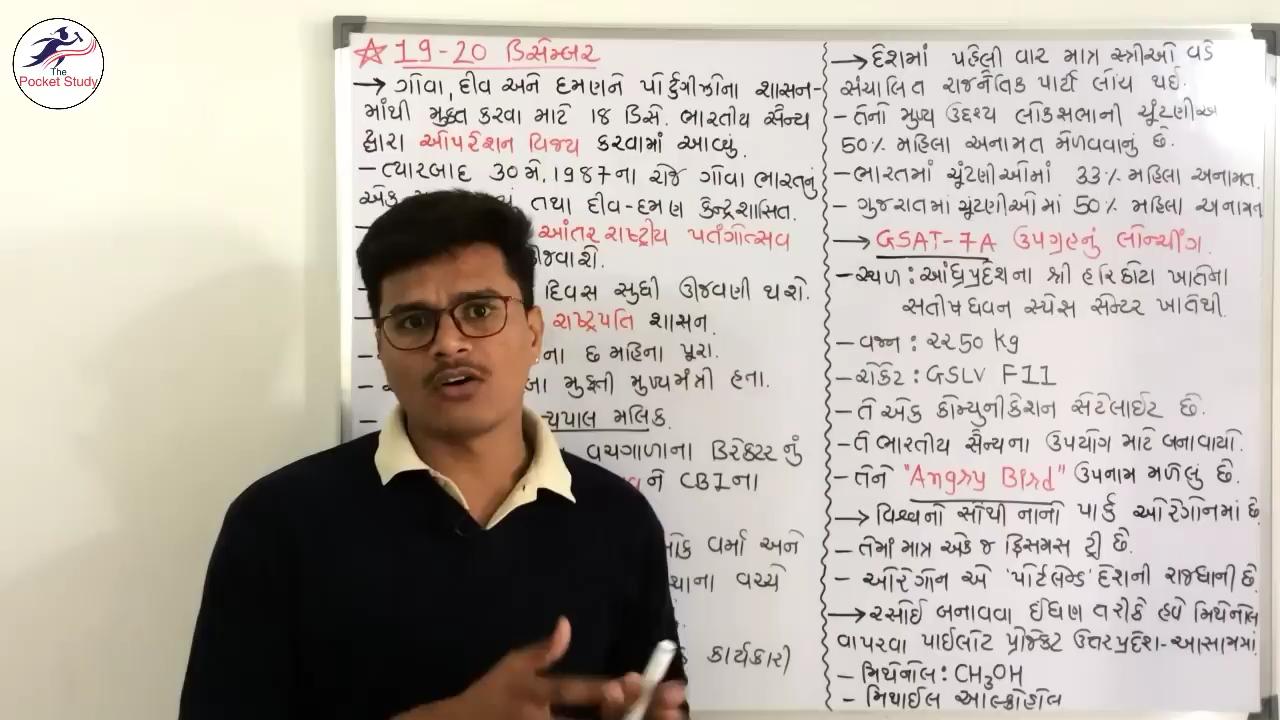 The
Pocket Study
19-20 ડિસેમ્બર
→ ગોવા, દીવ અને દમણને પોર્ટુગીઝોના શાસન-
માંથી મુક્ત કરવા માટે 18 ડિસે. ભારતીય સૈન્ય
દ્વારા ઓપરેશન વિજય કરવામાં આવ્યું.
- ત્યારબાદ 30 મે, 1987 ના રોજ ગોવા ભારતનું
તથા દીવ-દમણ કેન્દ્રશાસિત.
આંતરરાષ્ટ્રીય પતંગોત્સવ
દિવસ સુધી ઊજવણી થશે.
રાષ્ટ્રપતિ શાસન.
ના છ મહિના પૂરા.
મુફ્તી મુખ્યમંત્રી હતા.
મલિક.
વચગાળાના ડિરેક્ટરનું
ને CBIના
વર્મા અને
વચ્ચે
કાર્યકારી
→ દેશમાં પહેલી વાર માત્ર સ્ત્રીઓ વડે
સંચાલિત રાજનૈતિક પાર્ટી લોંચ થઈ.
- તેનો મુખ્ય ઉદ્દેશ્ય લોકસભાની ચૂંટણીઓ
50% મહિલા અનામત મેળવવાનું છે.
- ભારતમાં ચૂંટણીઓમાં 33% મહિલા અનામત.
- ગુજરાતમાં ચૂંટણીઓમાં 50% મહિલા અનામત
→ GSAT-7A ઉપગ્રહનું લોન્ચીંગ.
- સ્થળ : આંધ્રપ્રદેશના શ્રી હરિકોટા ખાતેના
સતીષ ધવન સ્પેસ સેન્ટર ખાતેથી.
- વજન : ૨૨50 Kg
- રોકેટ : GSLV F11
- તે એક કોમ્યુનીકેશન સેટેલાઈટ છે.
- તે ભારતીય સૈન્યના ઉપયોગ માટે બનાવાયો.
- તેને "Angry Bird" ઉપનામ મળેલું છે.
→ વિશ્વનો સૌથી નાનો પાર્ક ઓરેગોનમાં છે
- તેમાં માત્ર એક જ ક્રિસમસ ટ્રી છે.
- ઓરેગોન એ 'પોર્ટલેન્ડ' દેશની રાજધાની છે
→ રસોઈ બનાવવા ઈંધણ તરીકે હવે મિથેનોલ
વાપરવા પાઈલોટ પ્રોજેક્ટ ઉત્તરપ્રદેશ-આસામમાં
- મિથેનોલ : CH₃OH
- મિથાઈલ આલ્કોહોલ